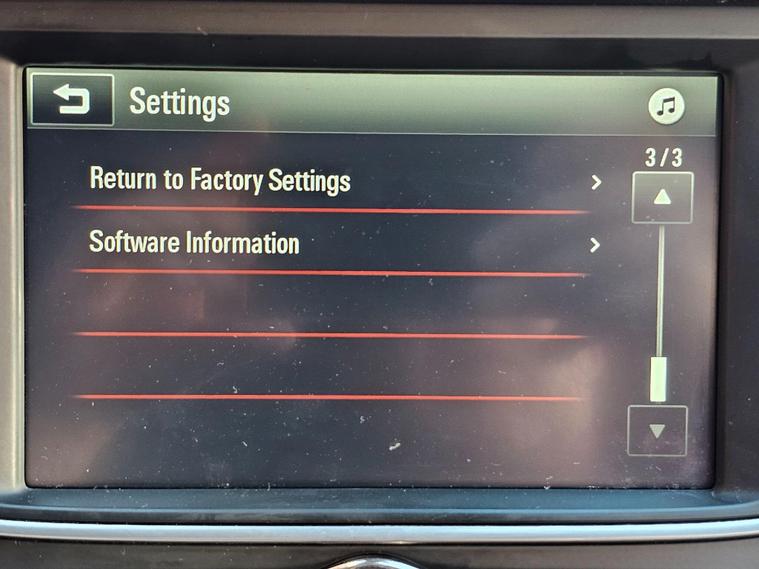 Settings
3/3
Return to Factory Settings
Software Information